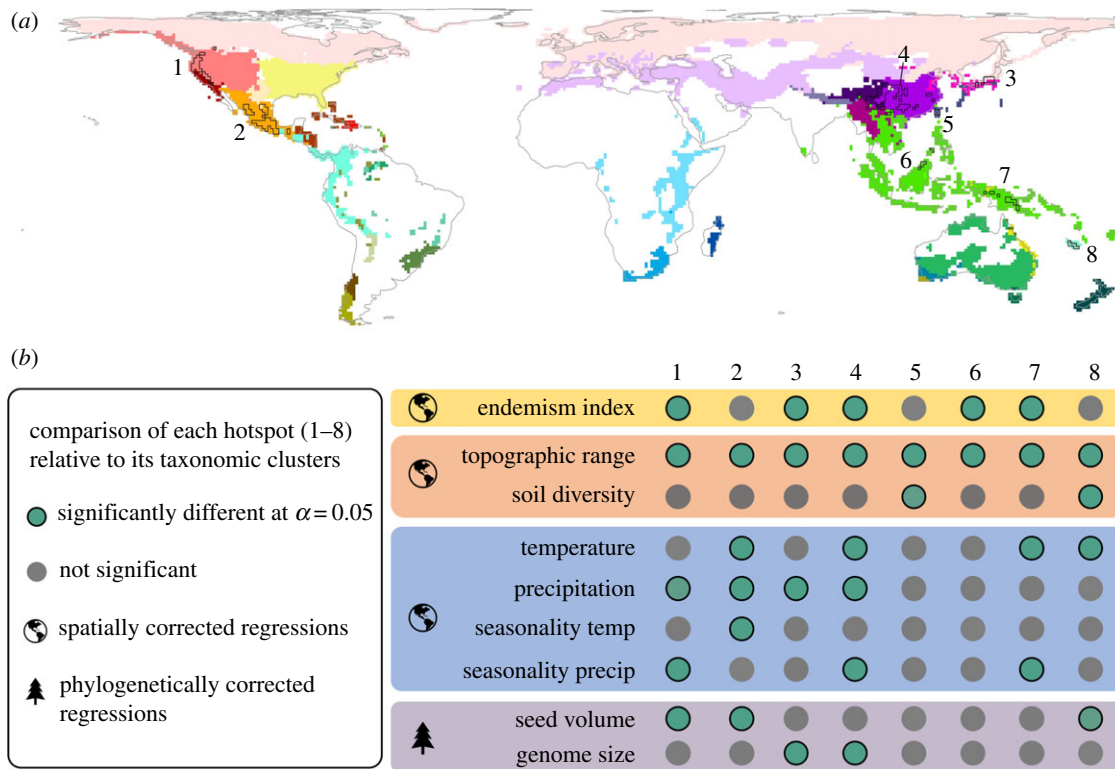 (a)
1
2
3
4
5
6
7
8
(b)
comparison of each hotspot (1–8)
relative to its taxonomic clusters
significantly different at α = 0.05
not significant
spatially corrected regressions
phylogenetically corrected
regressions
1 2 3 4 5 6 7 8
endemism index
topographic range
soil diversity
temperature
precipitation
seasonality temp
seasonality precip
seed volume
genome size